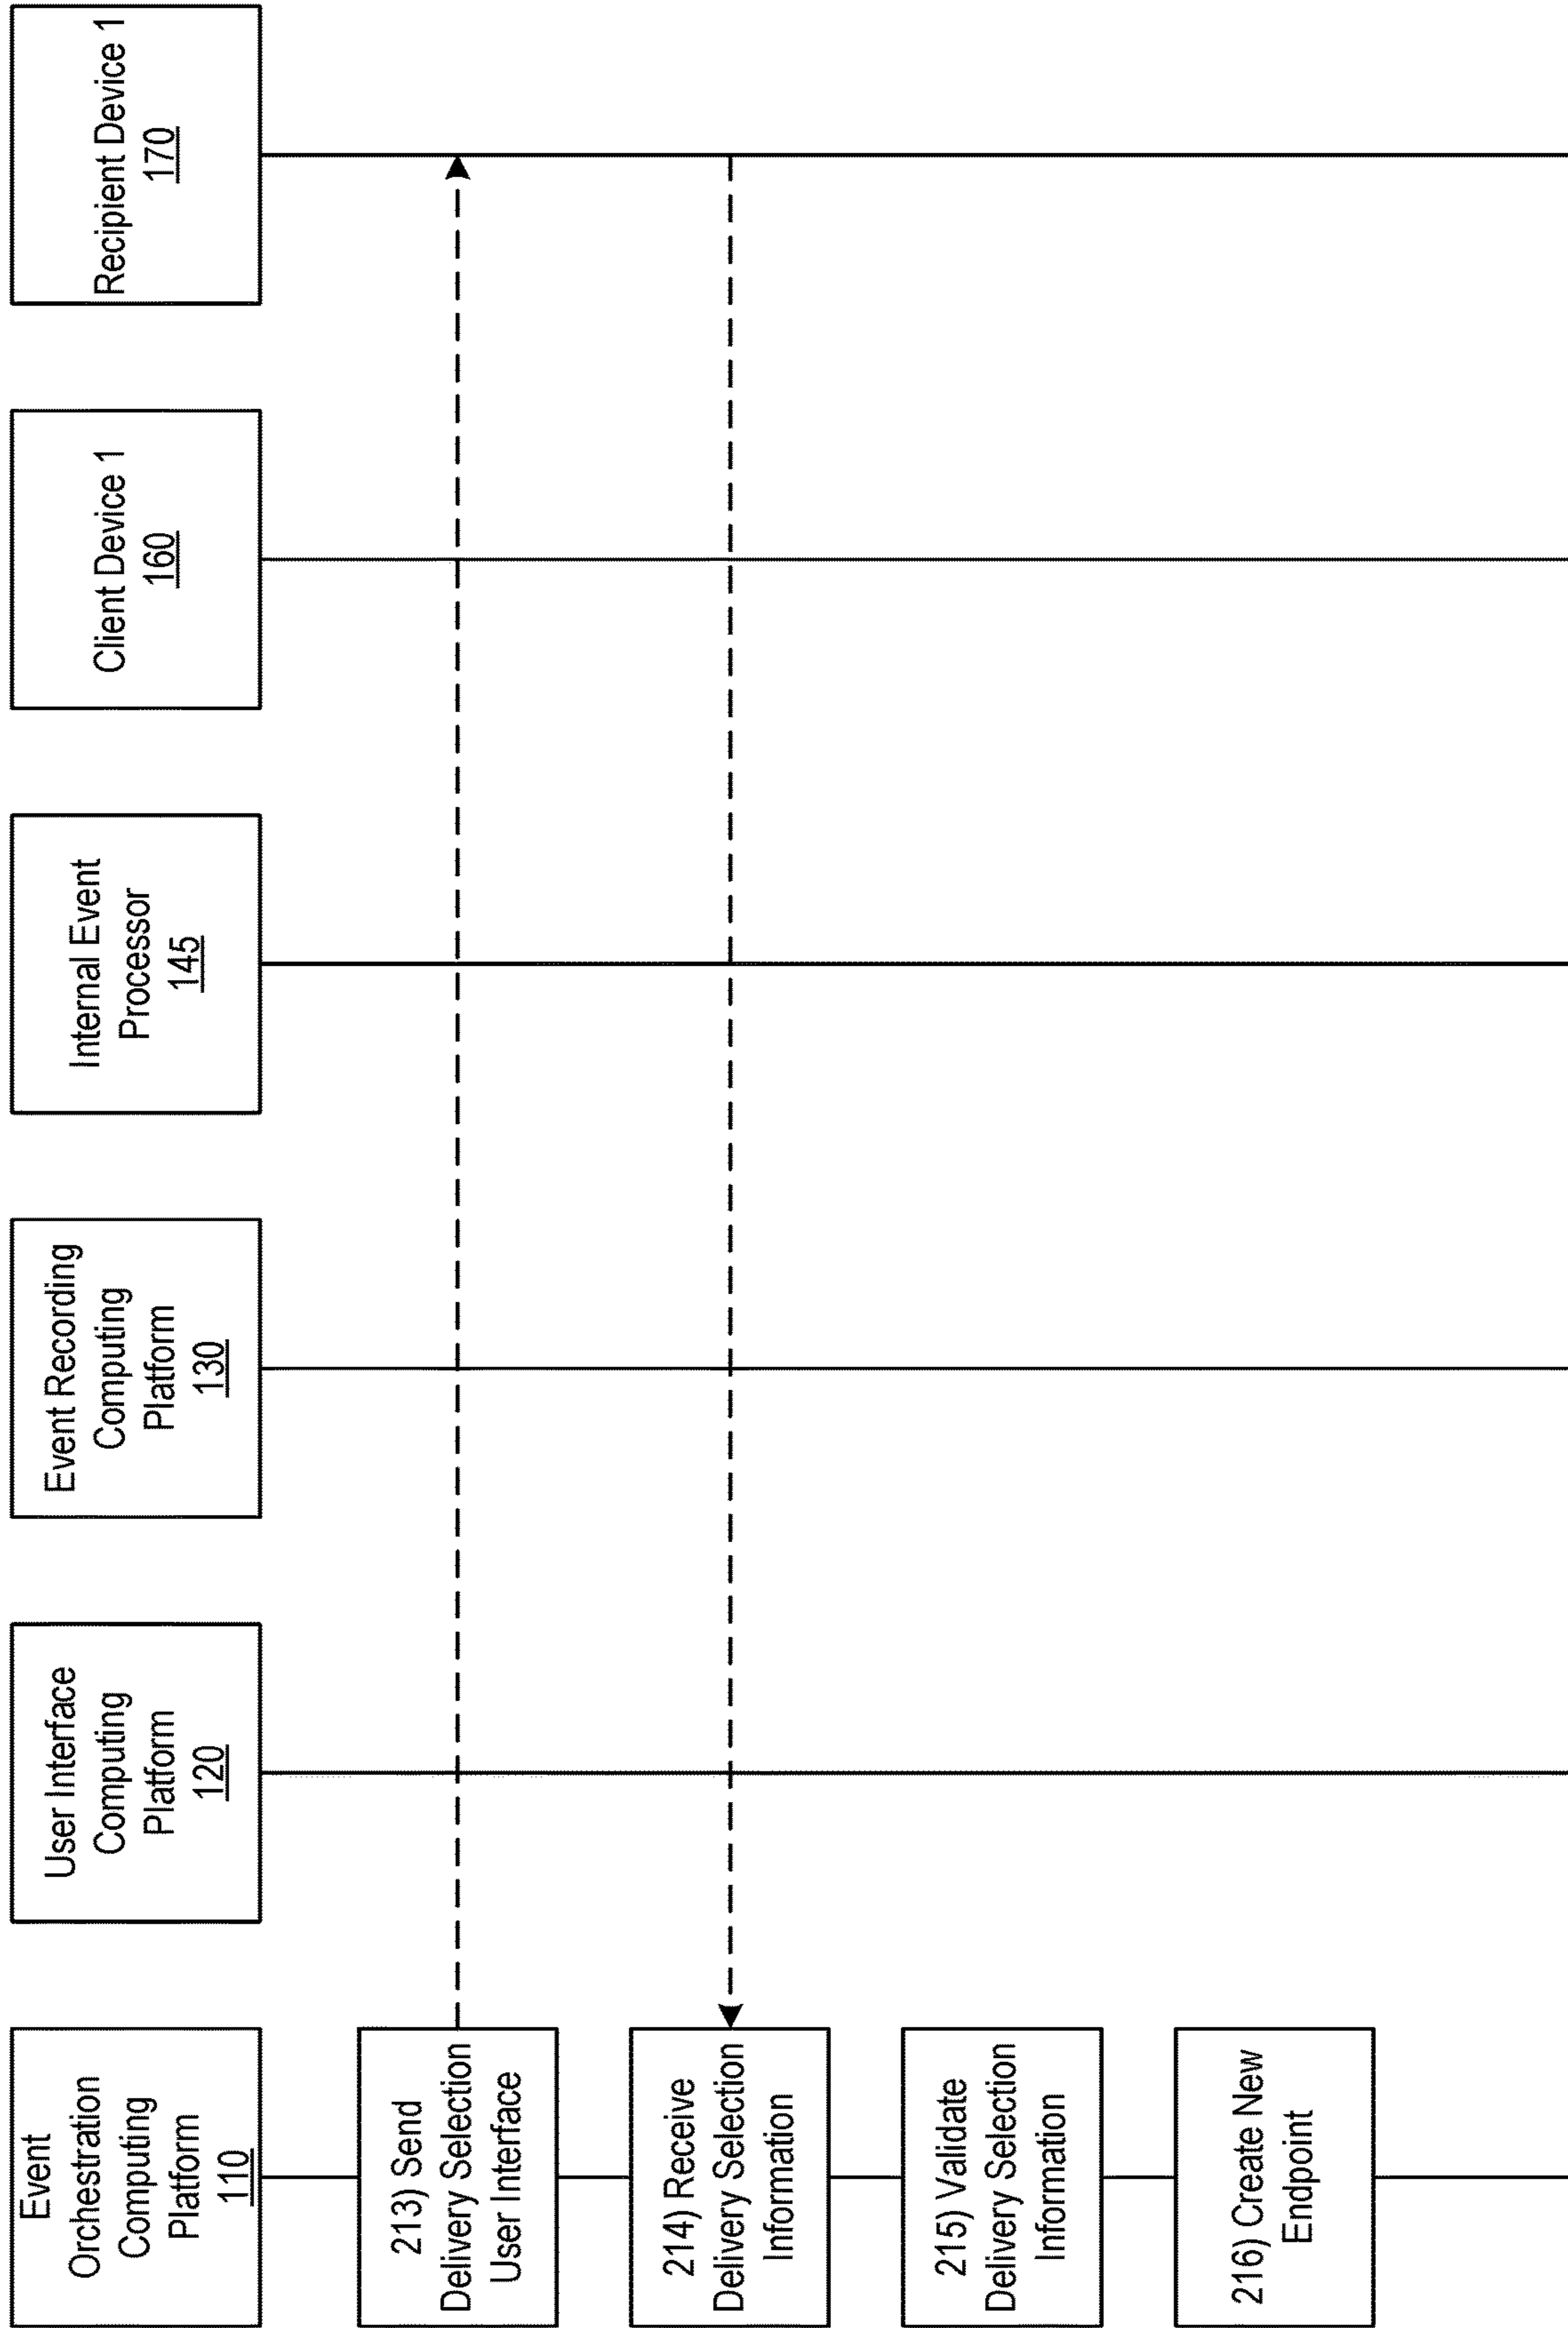 Event
Orchestration
Computing
Platform
110
User Interface
Computing
Platform
120
Event Recording
Computing
Platform
130
Internal Event
Processor
145
Client Device 1
160
Recipient Device 1
170
213) Send
Delivery Selection
User Interface
214) Receive
Delivery Selection
Information
215) Validate
Delivery Selection
Information
216) Create New
Endpoint